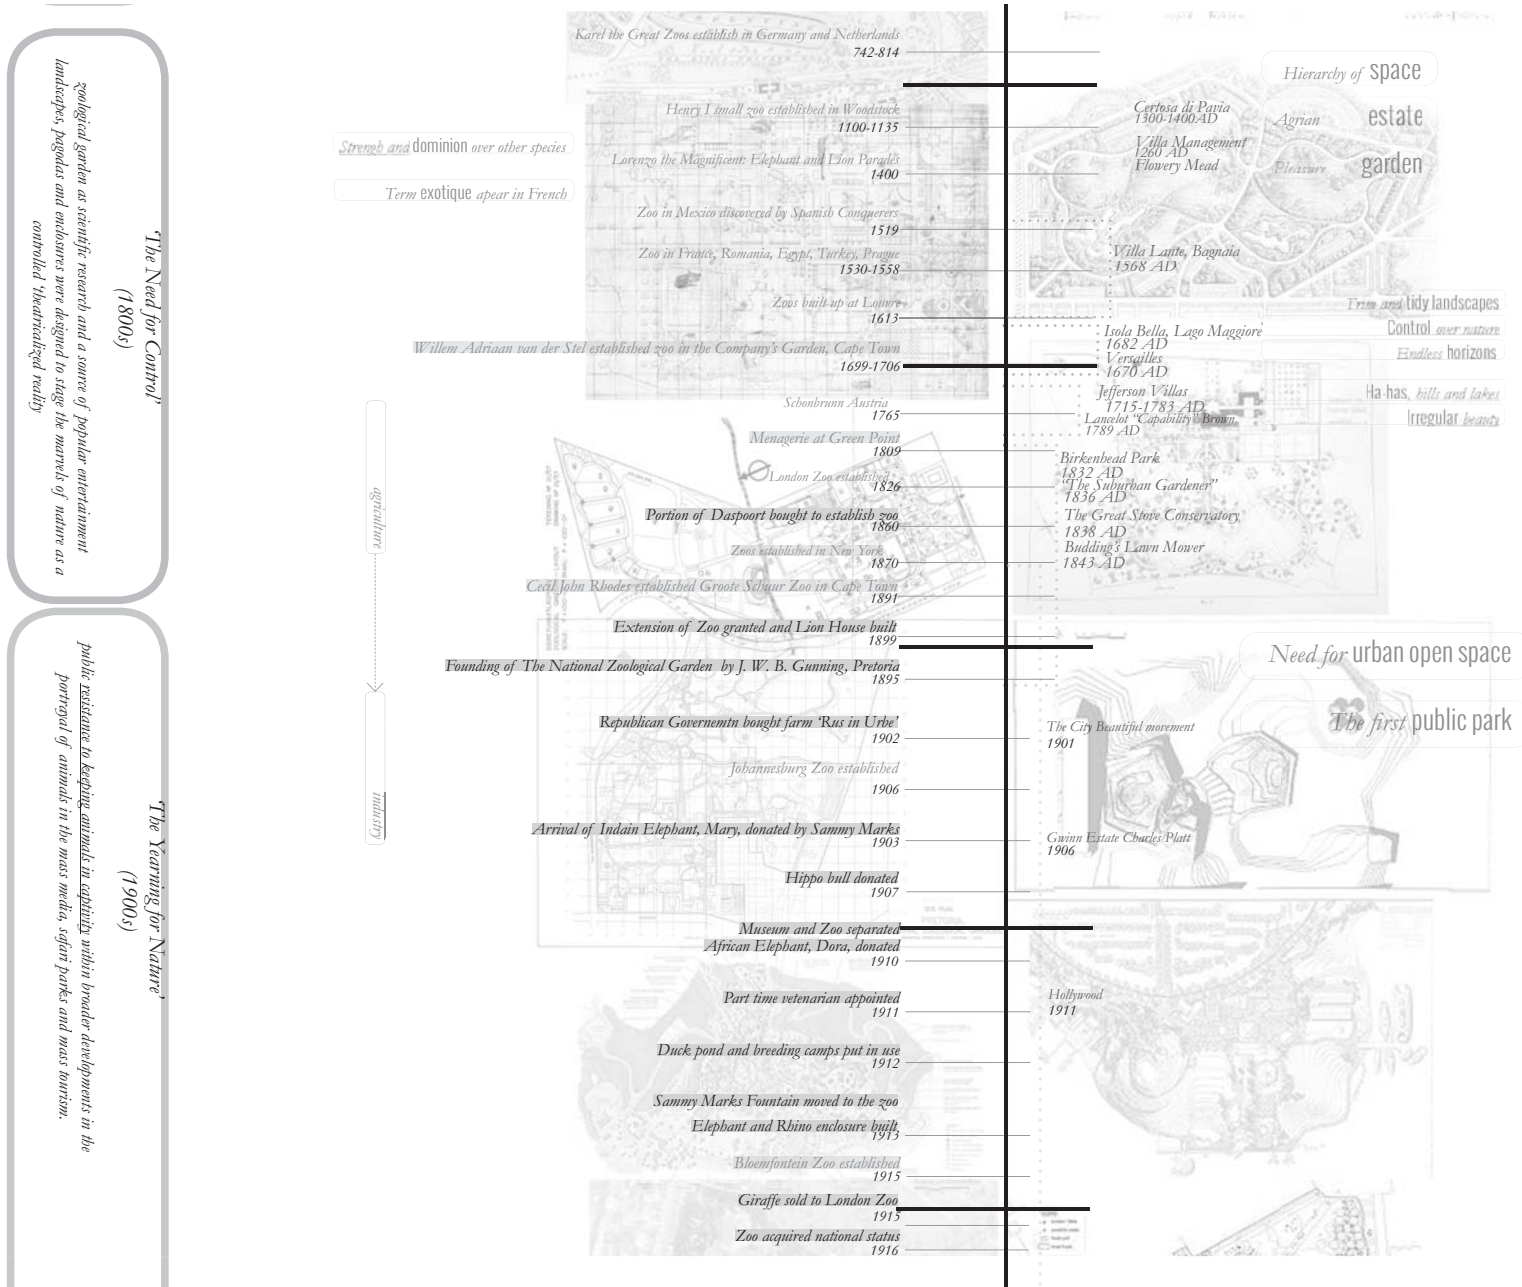 'The Need for Control'
(1800s)
zoological garden as scientific research and a source of popular entertainment
landscapes, pagodas and enclosures were designed to stage the marvels of nature as a
controlled 'theatricalized reality
'The Yearning for Nature'
(1900s)
public resistance to keeping animals in captivity within broader developments in the
portrayal of animals in the mass media, safari parks and mass tourism.
Strengh and dominion over other species
Term exotique apear in French
agriculture
industry
Karel the Great Zoos establish in Germany and Netherlands
742-814
Henry I small zoo established in Woodstock
1100-1135
Lorenzo the Magnificent: Elephant and Lion Parades
1400
Zoo in Mexico discovered by Spanish Conquerers
1519
Zoo in France, Romania, Egypt, Turkey, Prague
1530-1558
Zoos built up at Louvre
1613
Willem Adriaan van der Stel established zoo in the Company's Garden, Cape Town
1699-1706
Schonbrunn Austria
1765
Menagerie at Green Point
1809
London Zoo established
1826
Portion of Daspoort bought to establish zoo
1860
Zoos established in New York
1870
Cecil John Rhodes established Groote Schuur Zoo in Cape Town
1891
Extension of Zoo granted and Lion House built
1899
Founding of The National Zoological Garden by J. W. B. Gunning, Pretoria
1895
Republican Governemtn bought farm 'Rus in Urbe'
1902
Johannesburg Zoo established
1906
Arrival of Indain Elephant, Mary, donated by Sammy Marks
1903
Hippo bull donated
1907
Museum and Zoo separated
African Elephant, Dora, donated
1910
Part time vetenarian appointed
1911
Duck pond and breeding camps put in use
1912
Sammy Marks Fountain moved to the zoo
Elephant and Rhino enclosure built
1913
Bloemfontein Zoo established
1915
Giraffe sold to London Zoo
1915
Zoo acquired national status
1916
Certosa di Pavia
1300-1400AD
Villa Management
1260 AD
Flowery Mead
Villa Lante, Bagnaia
1568 AD
Isola Bella, Lago Maggiore
1682 AD
Versailles
1670 AD
Jefferson Villas
1715-1783 AD
Lancelot "Capability" Brown
1789 AD
Birkenhead Park
1832 AD
"The Suburban Gardener"
1836 AD
The Great Stove Conservatory
1838 AD
Budding's Lawn Mower
1843 AD
The City Beautiful movement
1901
Gwinn Estate Charles Platt
1906
Hollywood
1911
Hierarchy of space
Agrian estate
Pleasure garden
Trim and tidy landscapes
Control over nature
Endless horizons
Ha-has, hills and lakes
Irregular beauty
Need for urban open space
The first public park
PRETORIA